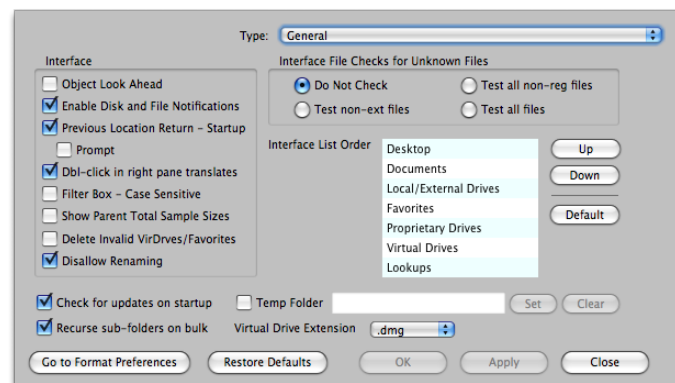 Type: General
Interface
Object Look Ahead
Enable Disk and File Notifications
Previous Location Return - Startup
Prompt
Dbl-click in right pane translates
Filter Box - Case Sensitive
Show Parent Total Sample Sizes
Delete Invalid VirDrves/Favorites
Disallow Renaming
Interface File Checks for Unknown Files
Do Not Check
Test all non-reg files
Test non-ext files
Test all files
Interface List Order
Desktop
Documents
Local/External Drives
Favorites
Proprietary Drives
Virtual Drives
Lookups
Up
Down
Default
Check for updates on startup
Temp Folder
Set
Clear
Recurse sub-folders on bulk
Virtual Drive Extension
.dmg
Go to Format Preferences
Restore Defaults
OK
Apply
Close